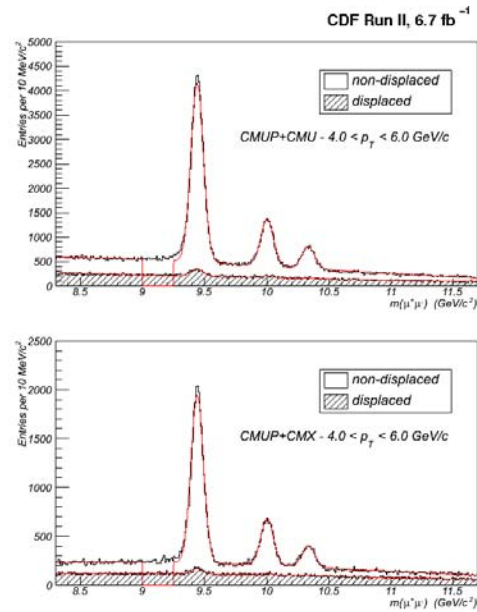 CDF Run II, 6.7 fb⁻¹
Entries per 10 MeV/c²
5000
4500
4000
3500
3000
2500
2000
1500
1000
500
0
non-displaced
displaced
CMUP+CMU - 4.0 < p_T < 6.0 GeV/c
8.5 9 9.5 10 10.5 11 11.5
m(μ⁺μ⁻) (GeV/c²)
Entries per 10 MeV/c²
2500
2000
1500
1000
500
0
non-displaced
displaced
CMUP+CMX - 4.0 < p_T < 6.0 GeV/c
8.5 9 9.5 10 10.5 11 11.5
m(μ⁺μ⁻) (GeV/c²)